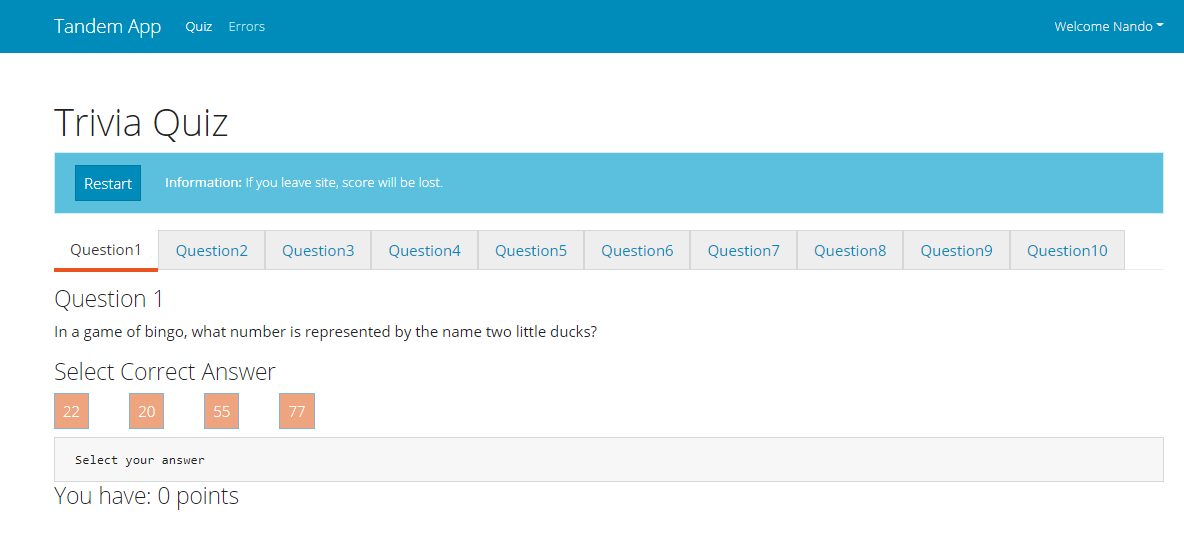 Tandem App Quiz Errors Welcome Nando
Trivia Quiz
Restart Information: If you leave site, score will be lost.
Question1 Question2 Question3 Question4 Question5 Question6 Question7 Question8 Question9 Question10
Question 1
In a game of bingo, what number is represented by the name two little ducks?
Select Correct Answer
22 20 55 77
Select your answer
You have: 0 points